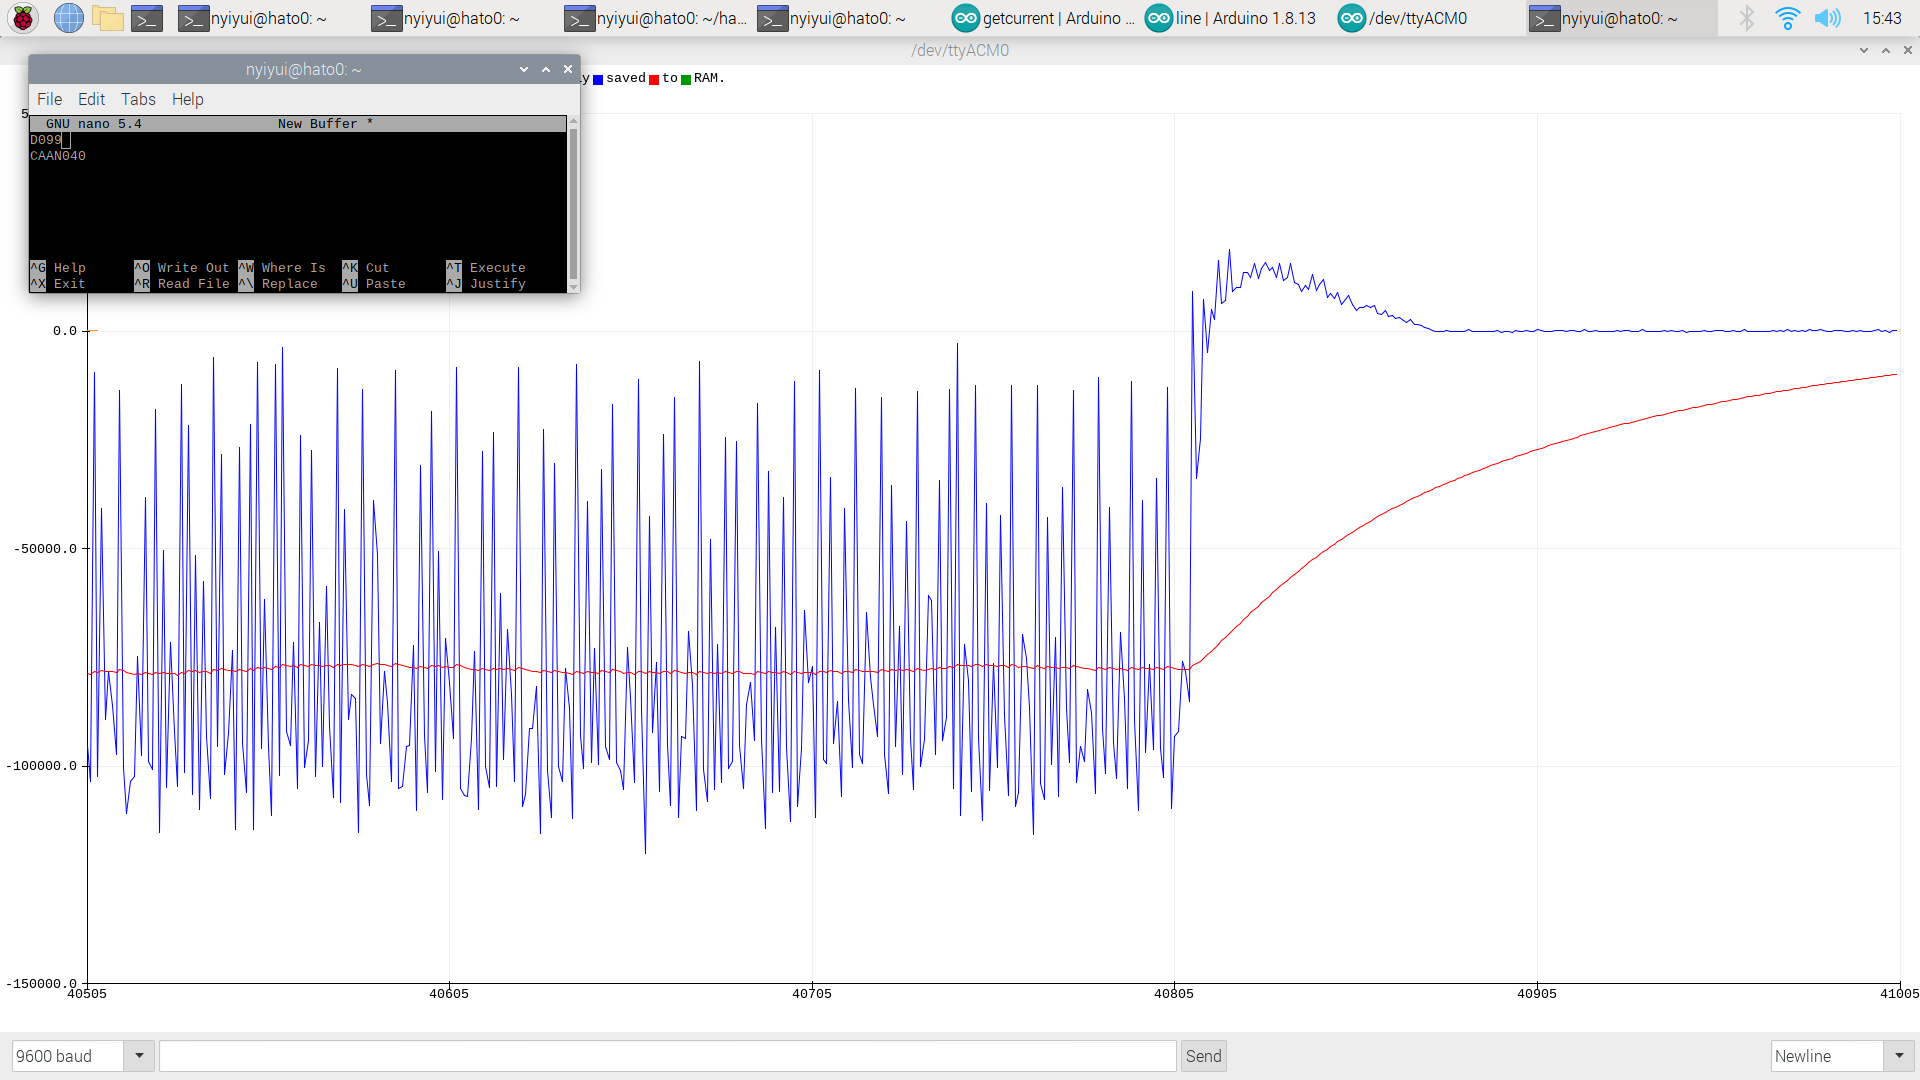 nyiyui@hato0: ~ nyiyui@hato0: ~ nyiyui@hato0: ~/ha... nyiyui@hato0: ~ getcurrent | Arduino ... line | Arduino 1.8.13 /dev/ttyACM0 nyiyui@hato0: ~ 15:43
/dev/ttyACM0
nyiyui@hato0: ~
y saved to RAM.
File Edit Tabs Help
5
GNU nano 5.4 New Buffer *
D099
CAAN040
^G Help ^O Write Out ^W Where Is ^K Cut ^T Execute
^X Exit ^R Read File ^\ Replace ^U Paste ^J Justify
0.0
-50000.0
-100000.0
-150000.0
40505 40605 40705 40805 40905 41005
9600 baud Send Newline